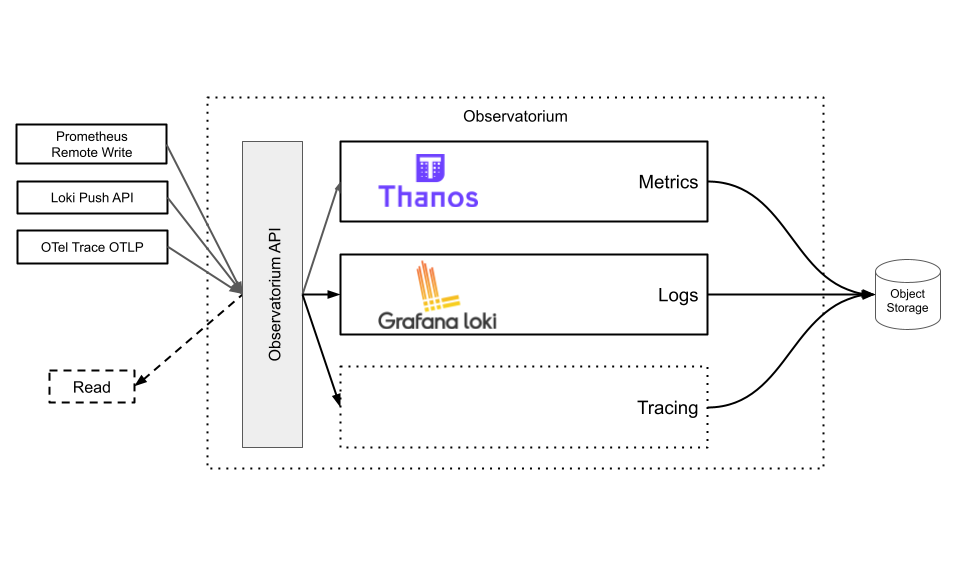 Observatorium
Prometheus
Remote Write
Loki Push API
OTel Trace OTLP
Read
Observatorium API
Thanos
Metrics
Grafana loki
Logs
Tracing
Object
Storage